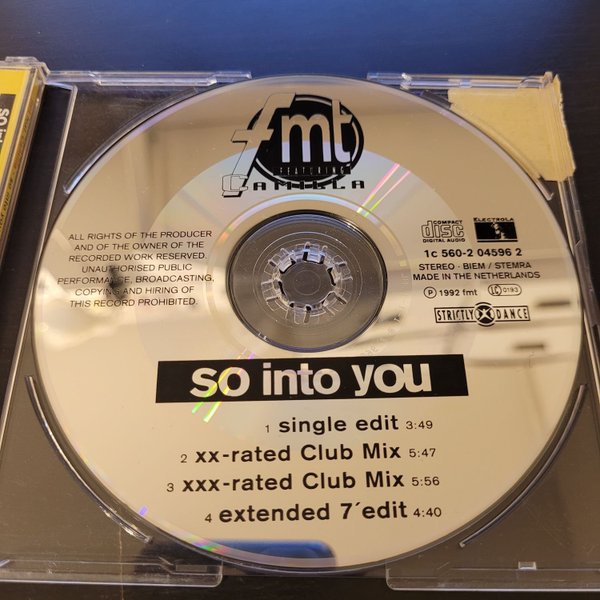 fmt
FEATURING
CAMILLA
ALL RIGHTS OF THE PRODUCER
AND OF THE OWNER OF THE
RECORDED WORK RESERVED.
UNAUTHORISED PUBLIC
PERFORMANCE, BROADCASTING,
COPYING AND HIRING OF
THIS RECORD PROHIBITED.
COMPACT
disc
DIGITAL AUDIO
ELECTROLA
1c 560-2 04596 2
STEREO · BIEM / STEMRA
MADE IN THE NETHERLANDS
℗ 1992 fmt LC 0193
STRICTLY DANCE
so into you
1 single edit 3:49
2 xx-rated Club Mix 5:47
3 xxx-rated Club Mix 5:56
4 extended 7´edit 4:40